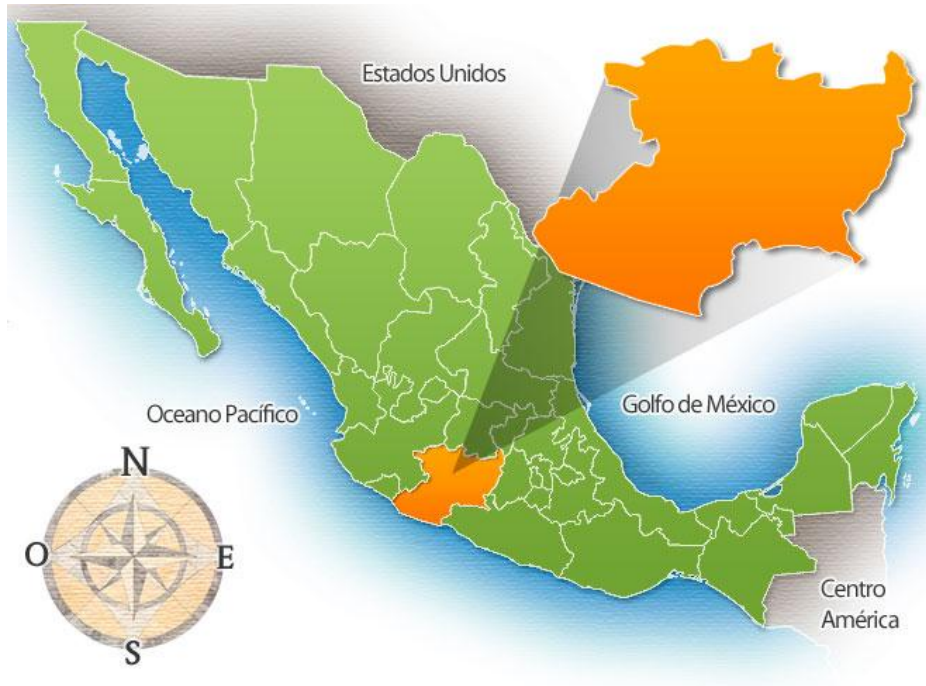 Estados Unidos
Oceano Pacífico
Golfo de México
N
O
E
S
Centro
América